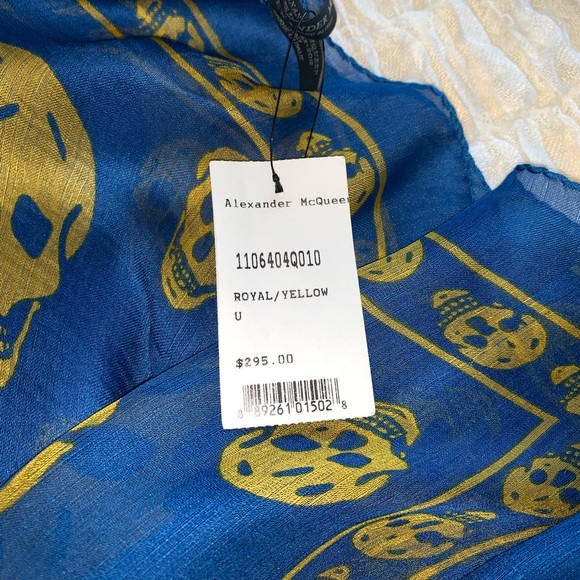 Alexander McQueen
1106404Q010
ROYAL/YELLOW
U
$295.00
8 89261 01502 8